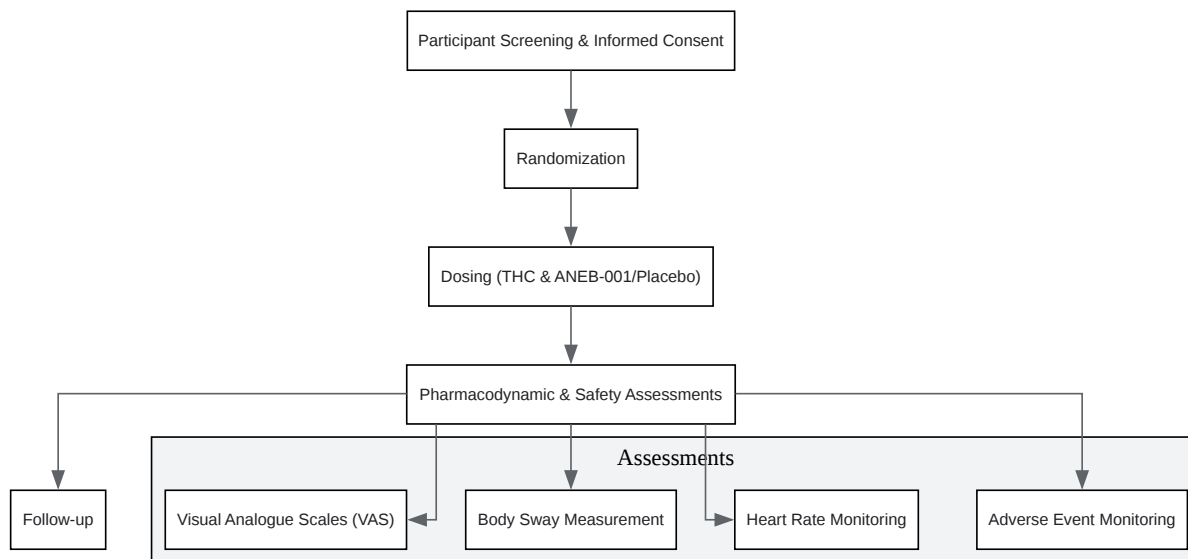 Participant Screening & Informed Consent
Randomization
Dosing (THC & ANEB-001/Placebo)
Pharmacodynamic & Safety Assessments
Assessments
Follow-up
Visual Analogue Scales (VAS)
Body Sway Measurement
Heart Rate Monitoring
Adverse Event Monitoring